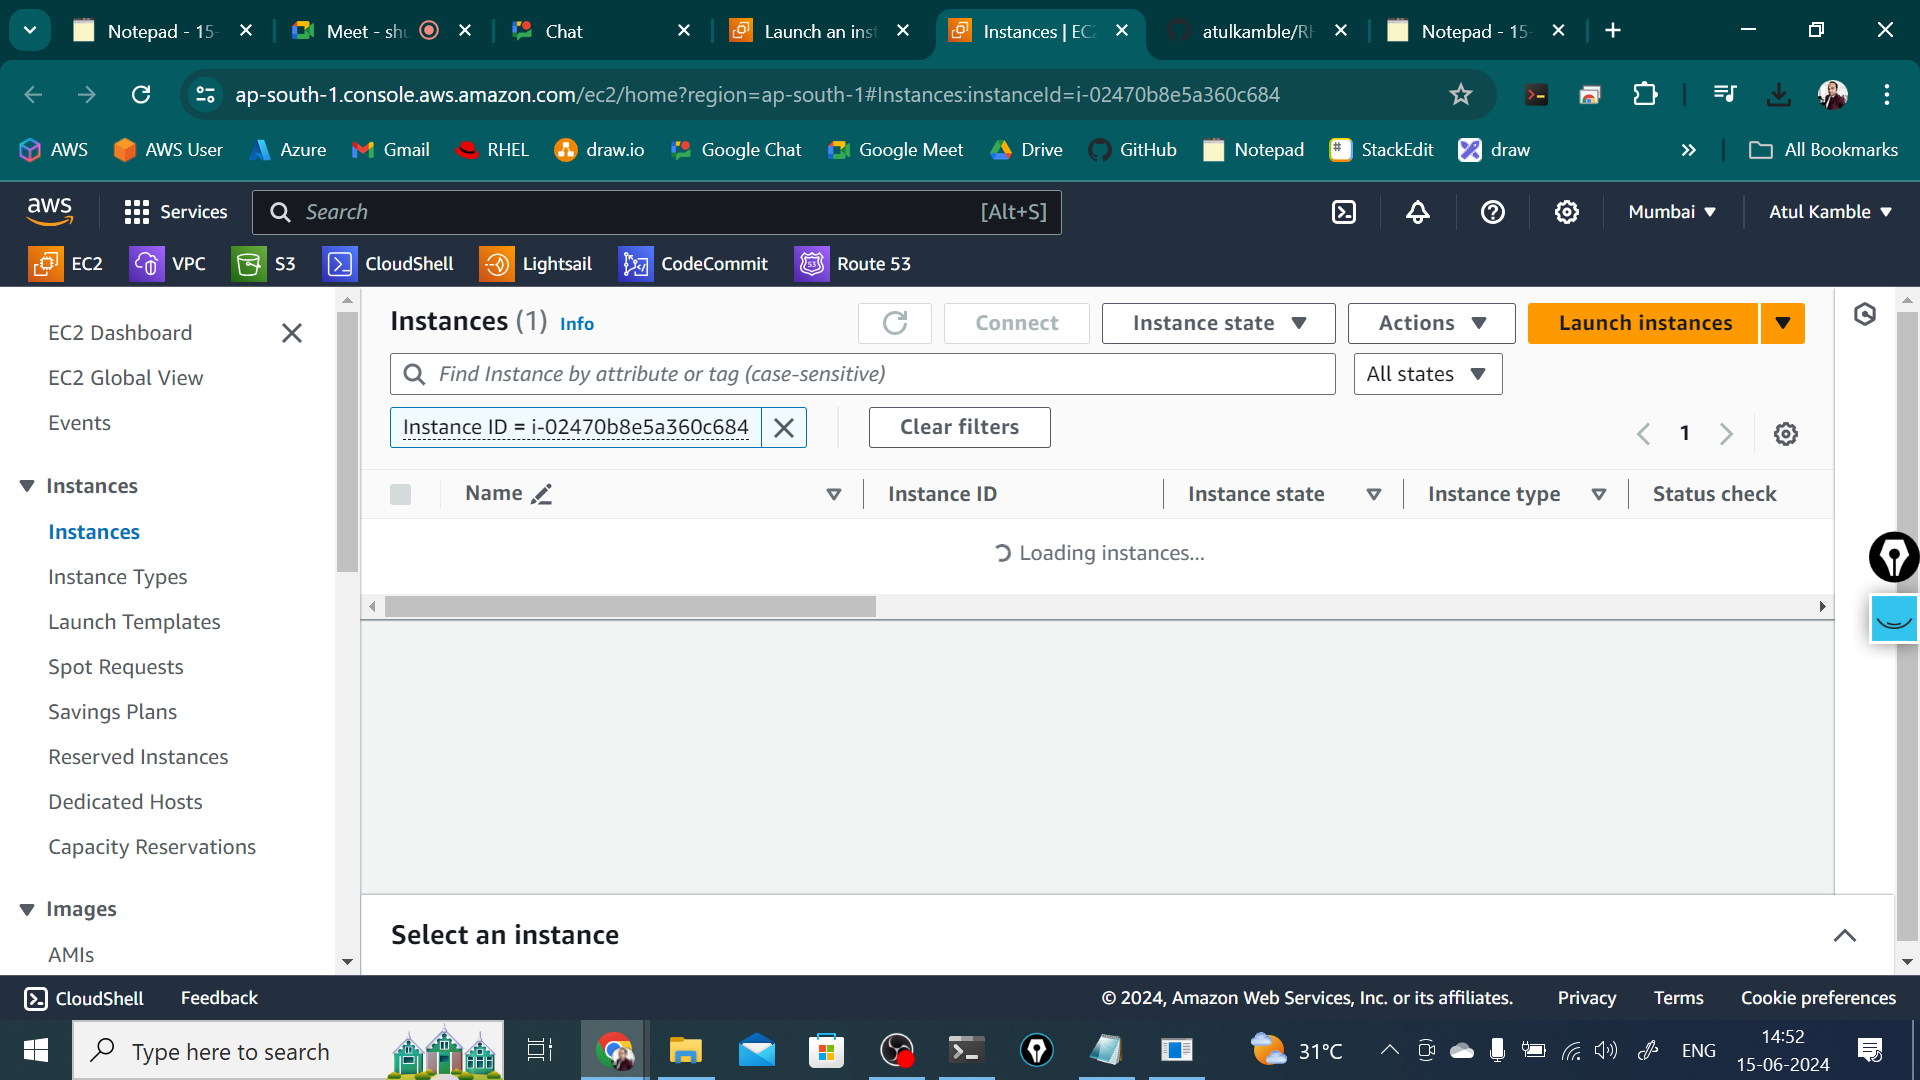 Notepad - 15-
Meet - shu
Chat
Launch an inst
Instances | EC2
atulkamble/RH
Notepad - 15-
ap-south-1.console.aws.amazon.com/ec2/home?region=ap-south-1#Instances:instanceId=i-02470b8e5a360c684
AWS
AWS User
Azure
Gmail
RHEL
draw.io
Google Chat
Google Meet
Drive
GitHub
Notepad
StackEdit
draw
All Bookmarks
aws
Services
Search
[Alt+S]
Mumbai
Atul Kamble
EC2
VPC
S3
CloudShell
Lightsail
CodeCommit
Route 53
EC2 Dashboard
EC2 Global View
Events
Instances
Instances
Instance Types
Launch Templates
Spot Requests
Savings Plans
Reserved Instances
Dedicated Hosts
Capacity Reservations
Images
AMIs
Instances (1) Info
Connect
Instance state
Actions
Launch instances
Find Instance by attribute or tag (case-sensitive)
All states
Instance ID = i-02470b8e5a360c684
Clear filters
1
Name
Instance ID
Instance state
Instance type
Status check
Loading instances...
Select an instance
CloudShell
Feedback
© 2024, Amazon Web Services, Inc. or its affiliates.
Privacy
Terms
Cookie preferences
Type here to search
31°C
ENG
14:52
15-06-2024